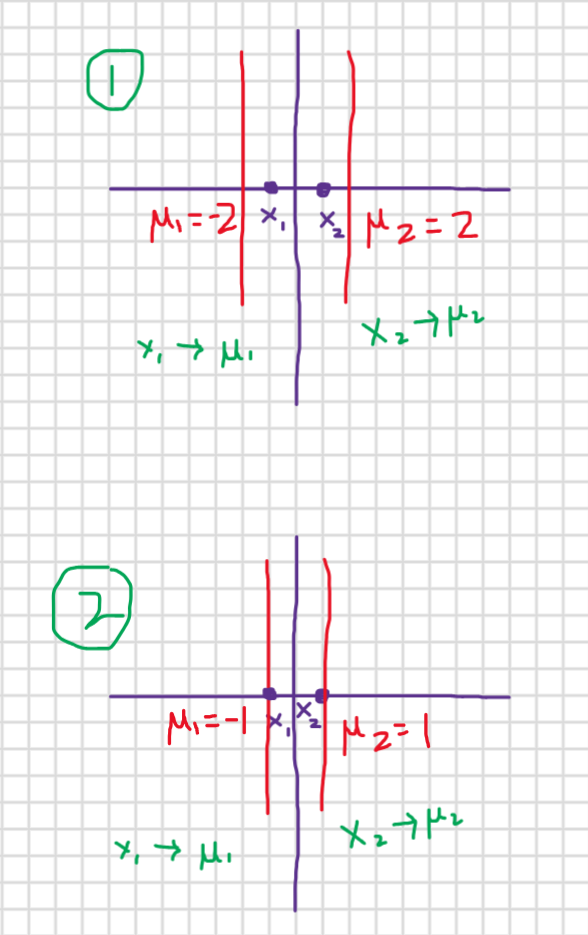 1
μ₁=-2 x₁ x₂ μ₂=2
x₁→μ₁ x₂→μ₂
2
μ₁=-1 x₁ x₂ μ₂=1
x₁→μ₁ x₂→μ₂